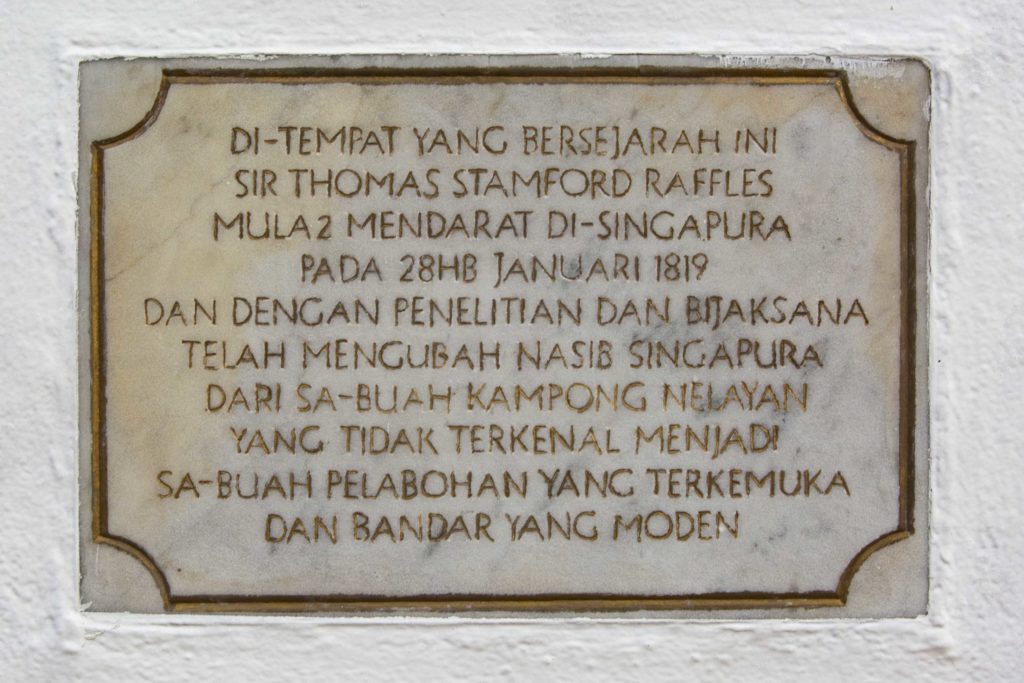 DI-TEMPAT YANG BERSEJARAH INI
SIR THOMAS STAMFORD RAFFLES
MULA2 MENDARAT DI-SINGAPURA
PADA 28HB JANUARI 1819
DAN DENGAN PENELITIAN DAN BIJAKSANA
TELAH MENGUBAH NASIB SINGAPURA
DARI SA-BUAH KAMPONG NELAYAN
YANG TIDAK TERKENAL MENJADI
SA-BUAH PELABOHAN YANG TERKEMUKA
DAN BANDAR YANG MODEN